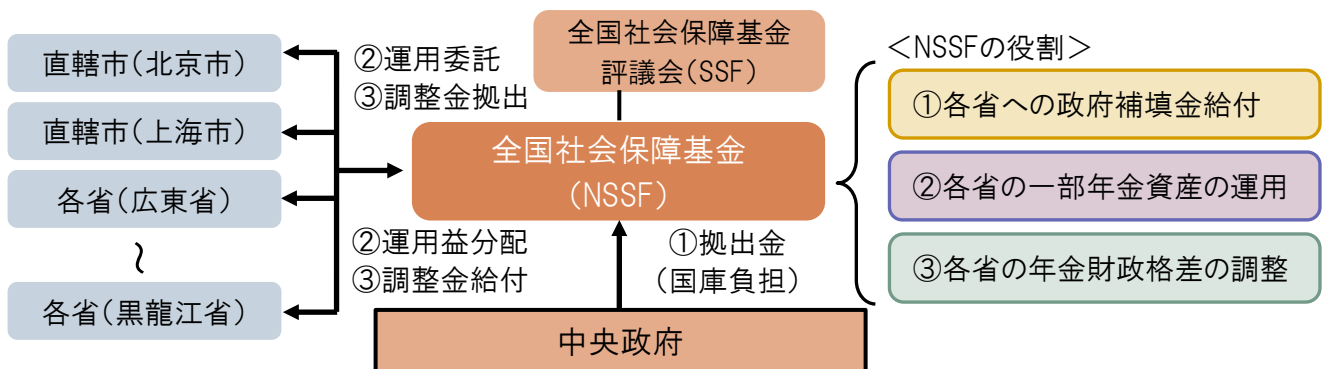 直轄市(北京市)
直轄市(上海市)
各省(広東省)
~
各省(黒龍江省)
②運用委託
③調整金拠出
全国社会保障基金
評議会(SSF)
全国社会保障基金
(NSSF)
②運用益分配
③調整金給付
①拠出金
(国庫負担)
中央政府
<NSSFの役割>
①各省への政府補填金給付
②各省の一部年金資産の運用
③各省の年金財政格差の調整